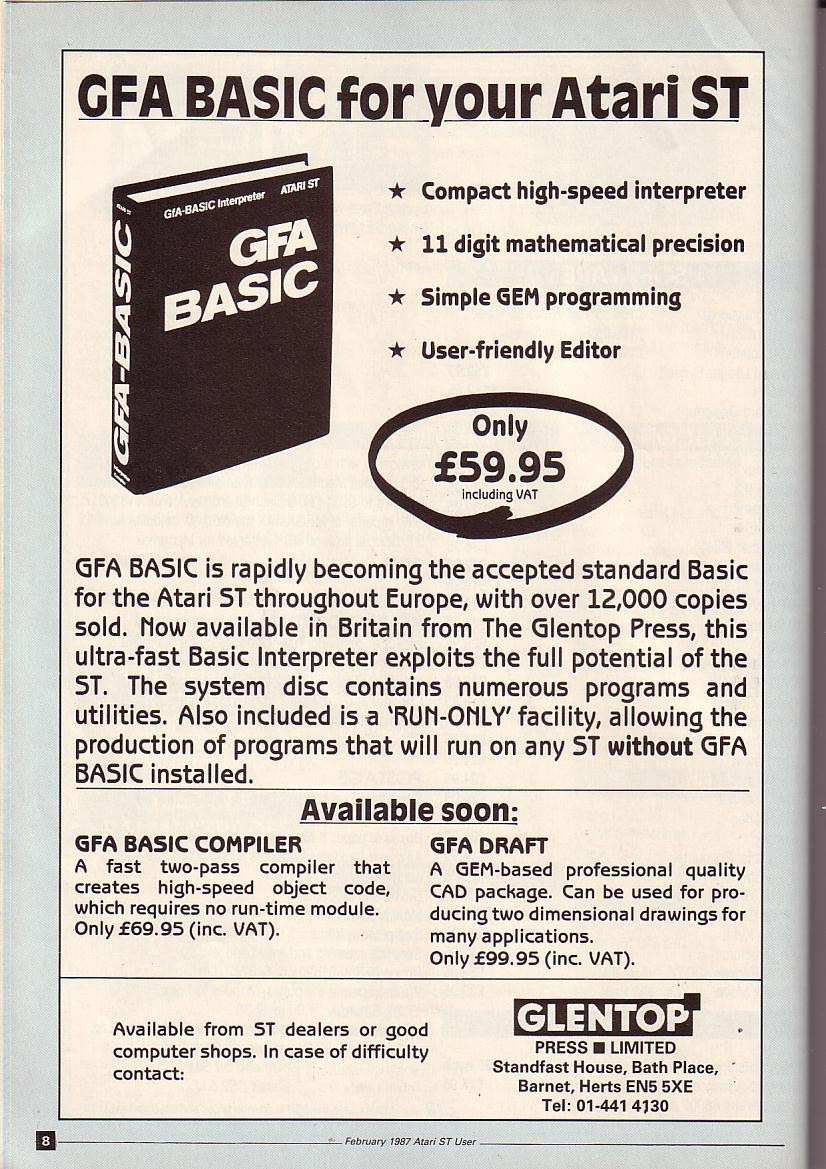 GFA BASIC for your Atari ST
ATARI ST
GfA-BASIC Interpreter
GFA
BASIC
GFA-BASIC
★ Compact high-speed interpreter
★ 11 digit mathematical precision
★ Simple GEM programming
★ User-friendly Editor
Only
£59.95
including VAT
GFA BASIC is rapidly becoming the accepted standard Basic
for the Atari ST throughout Europe, with over 12,000 copies
sold. Now available in Britain from The Glentop Press, this
ultra-fast Basic Interpreter exploits the full potential of the
ST. The system disc contains numerous programs and
utilities. Also included is a 'RUN-ONLY' facility, allowing the
production of programs that will run on any ST without GFA
BASIC installed.
Available soon:
GFA BASIC COMPILER
A fast two-pass compiler that
creates high-speed object code,
which requires no run-time module.
Only £69.95 (inc. VAT).
GFA DRAFT
A GEM-based professional quality
CAD package. Can be used for pro-
ducing two dimensional drawings for
many applications.
Only £99.95 (inc. VAT).
Available from ST dealers or good
computer shops. In case of difficulty
contact:
GLENTOP
PRESS ■ LIMITED
Standfast House, Bath Place,
Barnet, Herts EN5 5XE
Tel: 01-441 4130
8
February 1987 Atari ST User